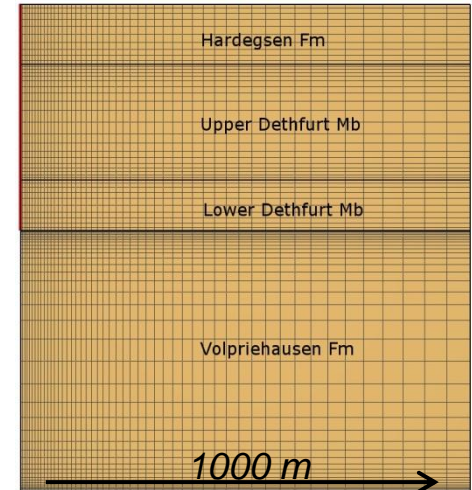 Hardegsen Fm
Upper Dethfurt Mb
Lower Dethfurt Mb
Volpriehausen Fm
1000 m